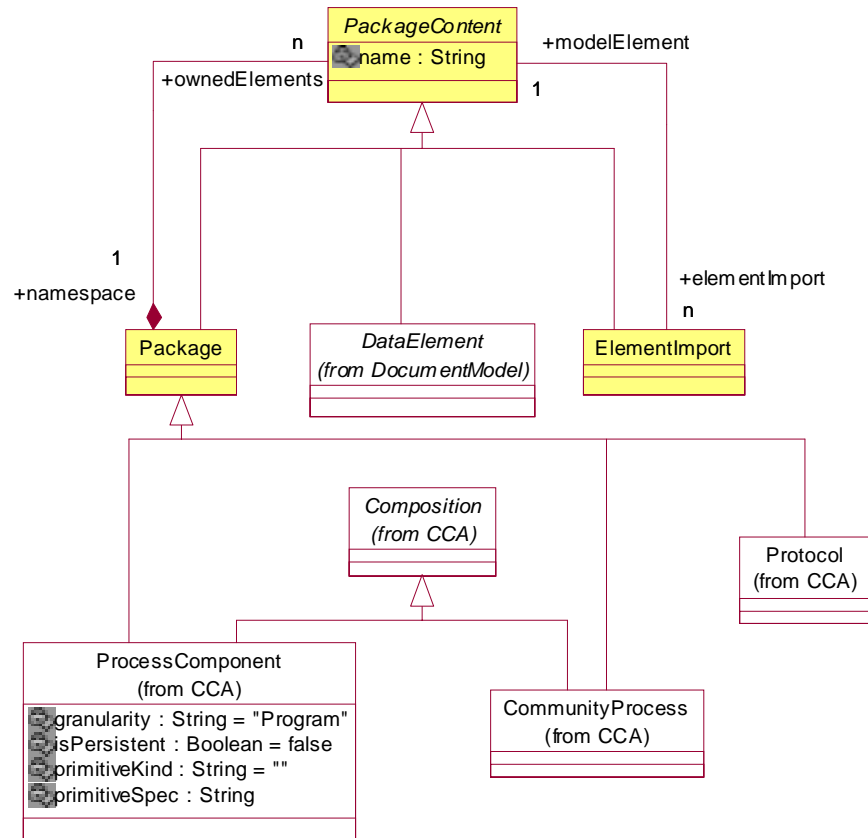 PackageContent
name : String
n
+ownedElements
+modelElement
1
1
+namespace
+elementImport
n
Package
DataElement
(from DocumentModel)
ElementImport
Composition
(from CCA)
Protocol
(from CCA)
ProcessComponent
(from CCA)
granularity : String = "Program"
isPersistent : Boolean = false
primitiveKind : String = ""
primitiveSpec : String
CommunityProcess
(from CCA)